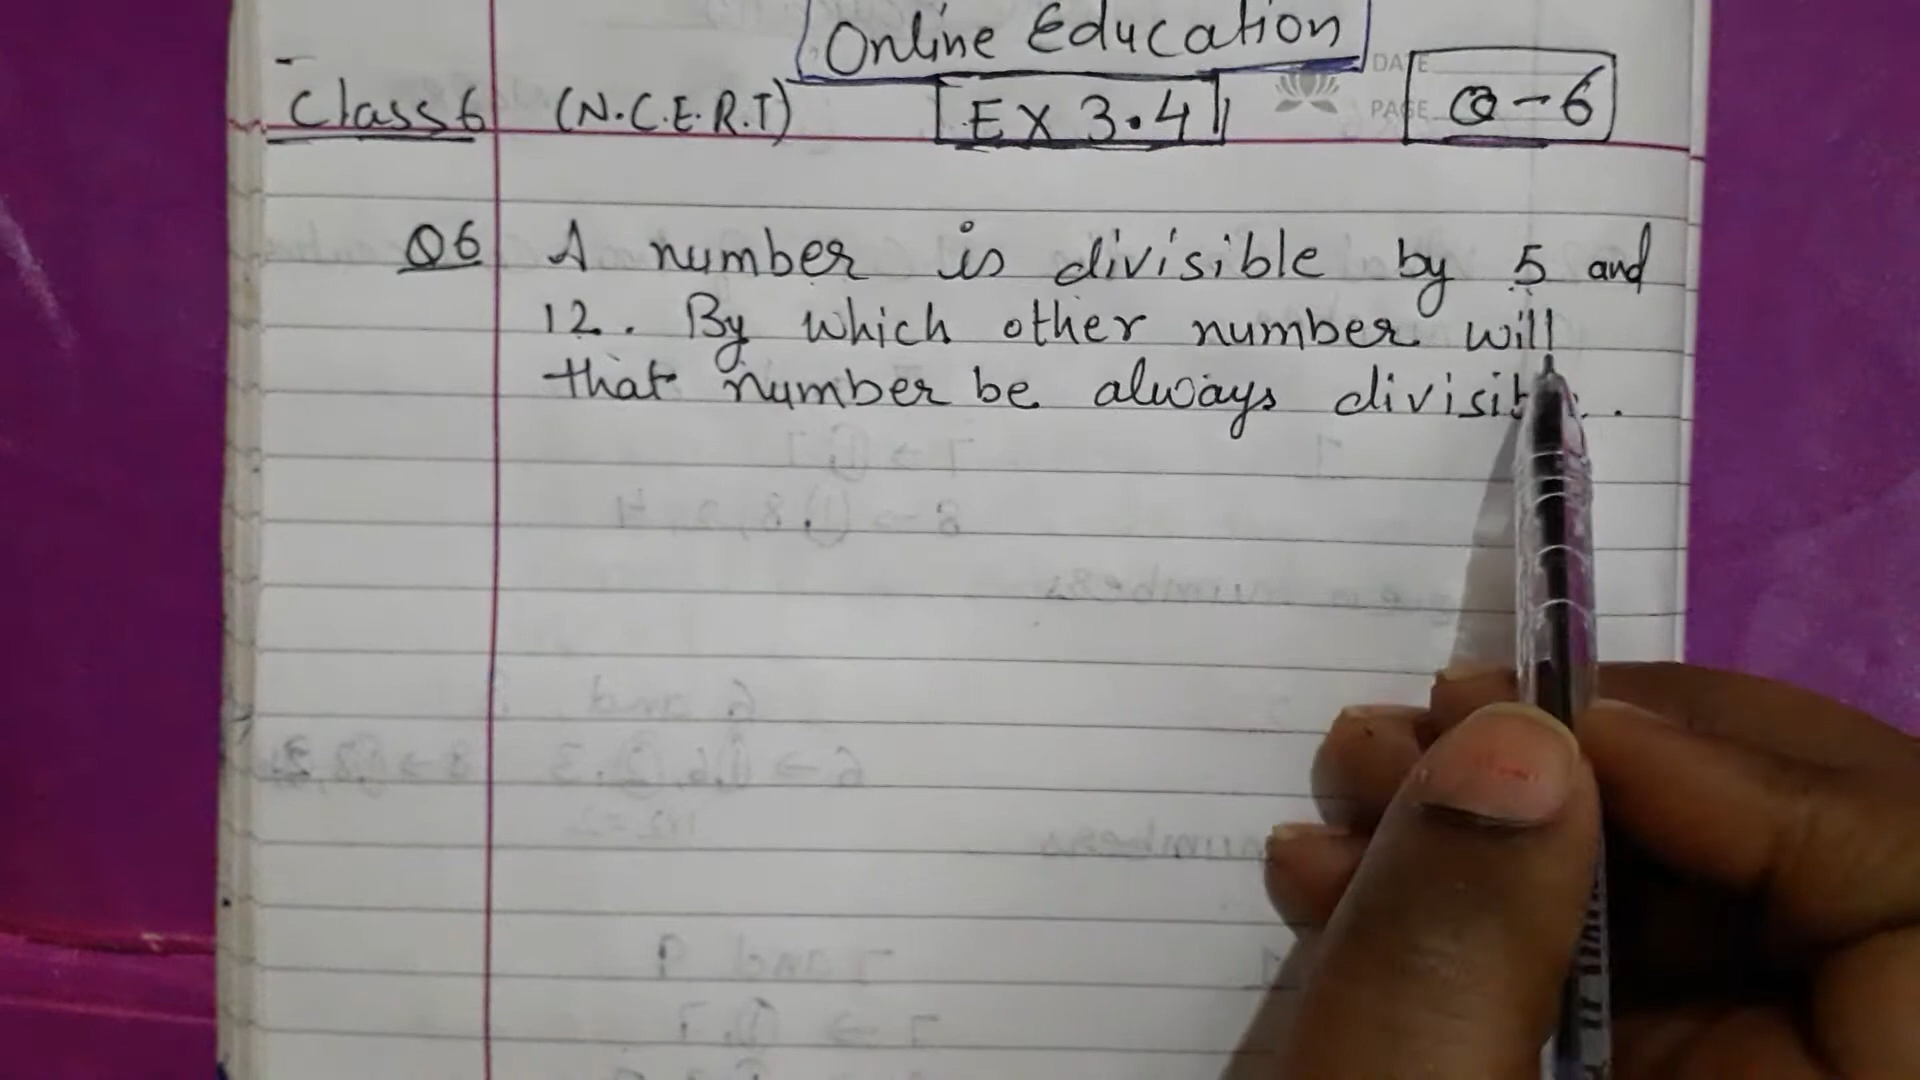 Online Education
DATE
Class 6 (N.C.E.R.T) EX 3.4 PAGE Q-6
Q6 A number is divisible by 5 and
12. By which other number will
that number be always